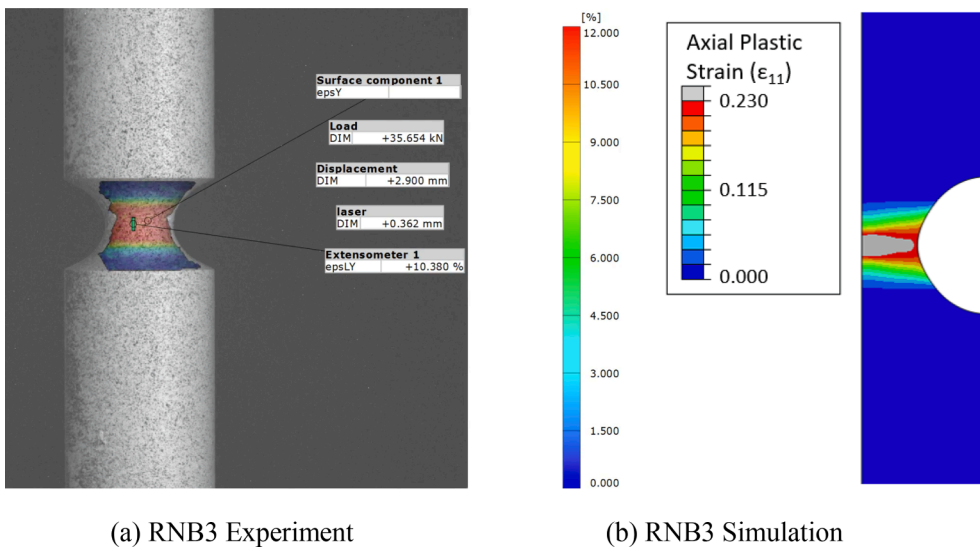 Surface component 1
epsY
Load
DIM +35.654 kN
Displacement
DIM +2.900 mm
laser
DIM +0.362 mm
Extensometer 1
epsLY +10.380 %
[%]
12.000
10.500
9.000
7.500
6.000
4.500
3.000
1.500
0.000
Axial Plastic
Strain (ε₁₁)
0.230
0.115
0.000
(a) RNB3 Experiment
(b) RNB3 Simulation